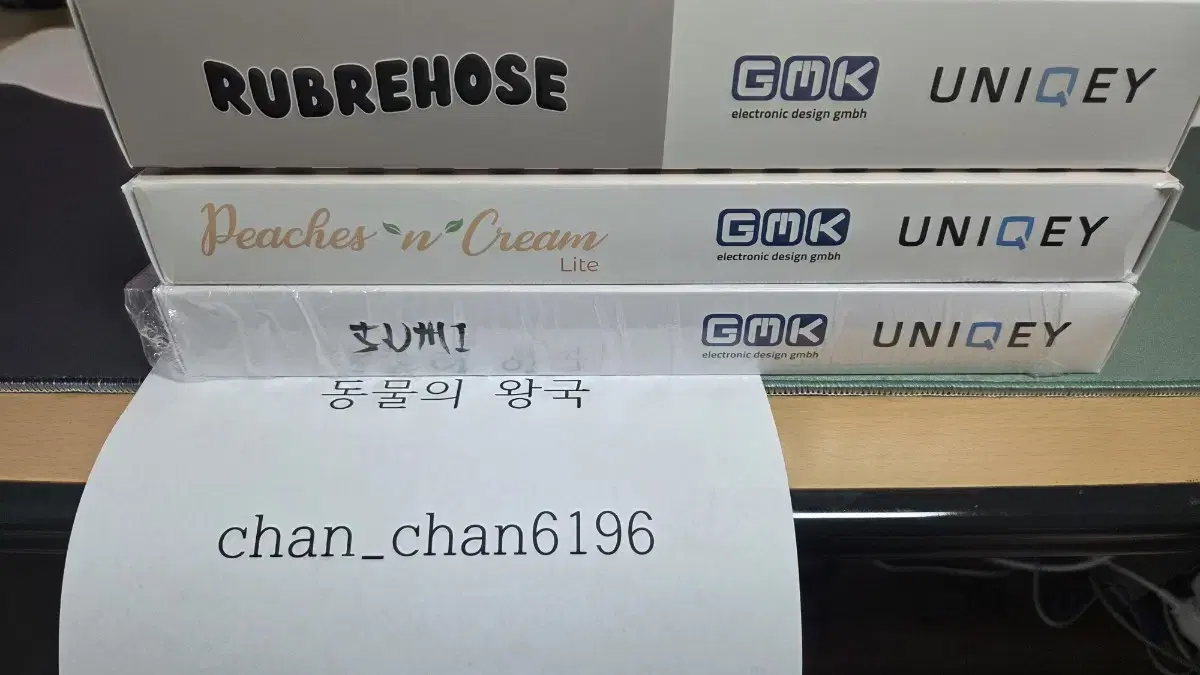 RUBREHOSE GMK UNIQEY
electronic design gmbh
Peaches 'n' Cream GMK UNIQEY
Lite electronic design gmbh
SUMI GMK UNIQEY
electronic design gmbh
동물의 왕국
chan_chan6196